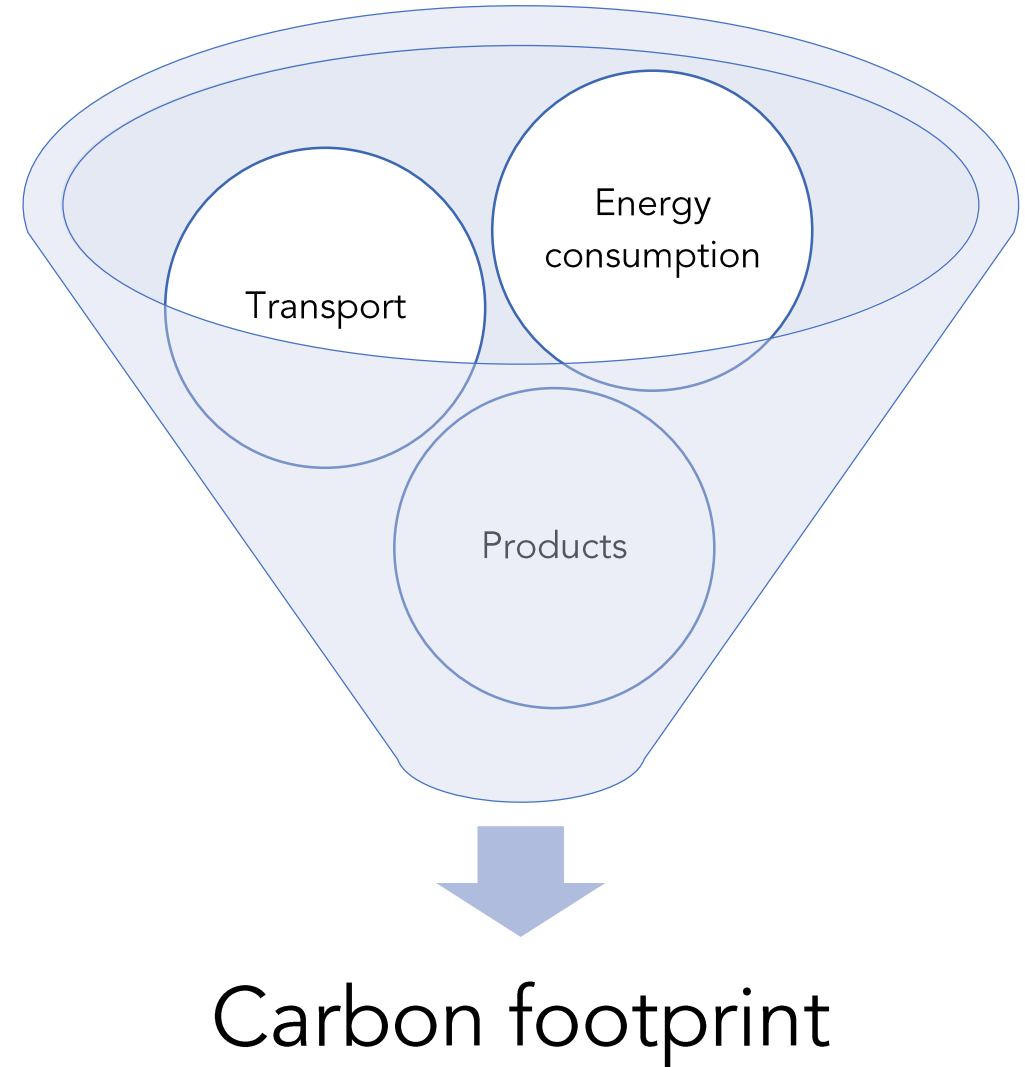 Energy
consumption
Transport
Products
Carbon footprint